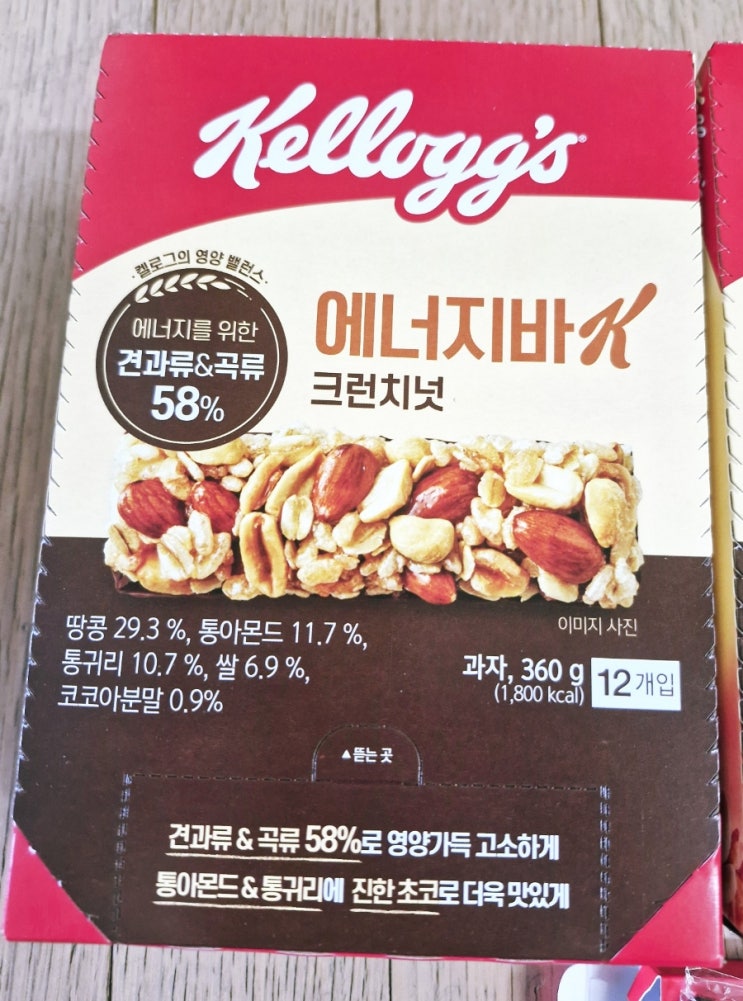 Kellogg's
켈로그의 영양 밸런스
에너지를 위한
견과류&곡류
58%
에너지바K
크런치넛
이미지 사진
땅콩 29.3 %, 통아몬드 11.7 %,
통귀리 10.7 %, 쌀 6.9 %,
코코아분말 0.9%
과자, 360 g
(1,800 kcal)
12개입
▲뜯는 곳
견과류 & 곡류 58%로 영양가득 고소하게
통아몬드 & 통귀리에 진한 초코로 더욱 맛있게